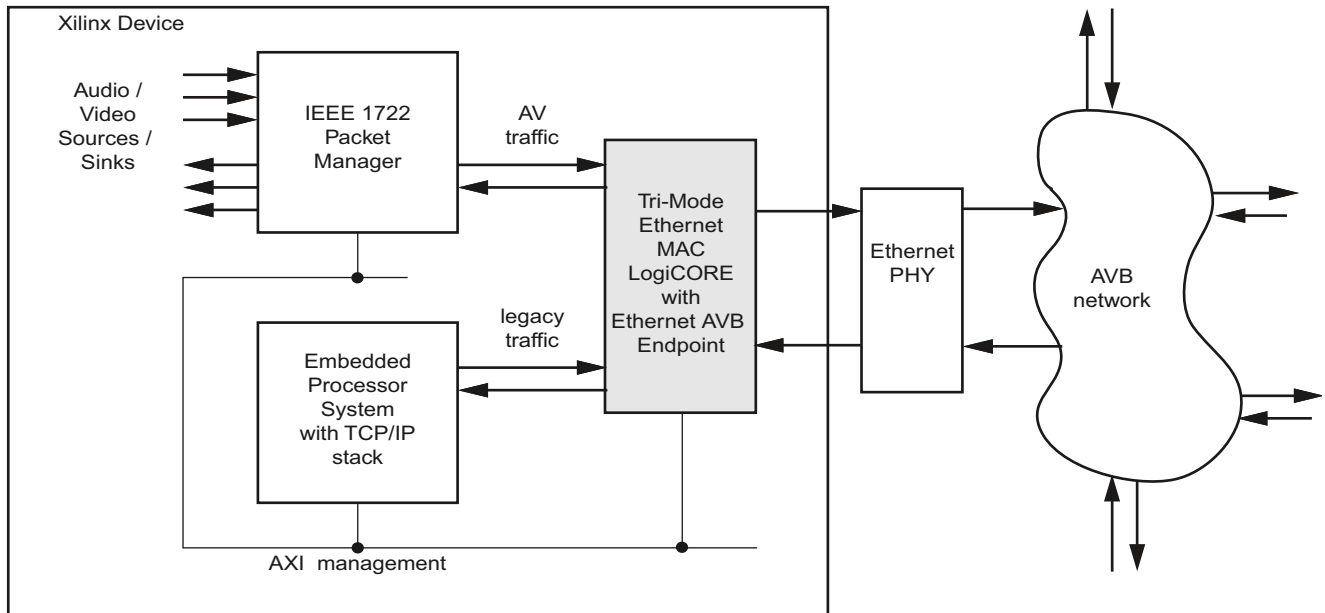 Xilinx Device
Audio /
Video
Sources /
Sinks
IEEE 1722
Packet
Manager
AV
traffic
Tri-Mode
Ethernet
MAC
LogiCORE
with
Ethernet AVB
Endpoint
Ethernet
PHY
AVB
network
legacy
traffic
Embedded
Processor
System
with TCP/IP
stack
AXI management